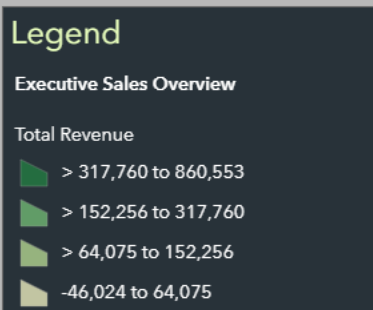 Legend
Executive Sales Overview
Total Revenue
> 317,760 to 860,553
> 152,256 to 317,760
> 64,075 to 152,256
-46,024 to 64,075